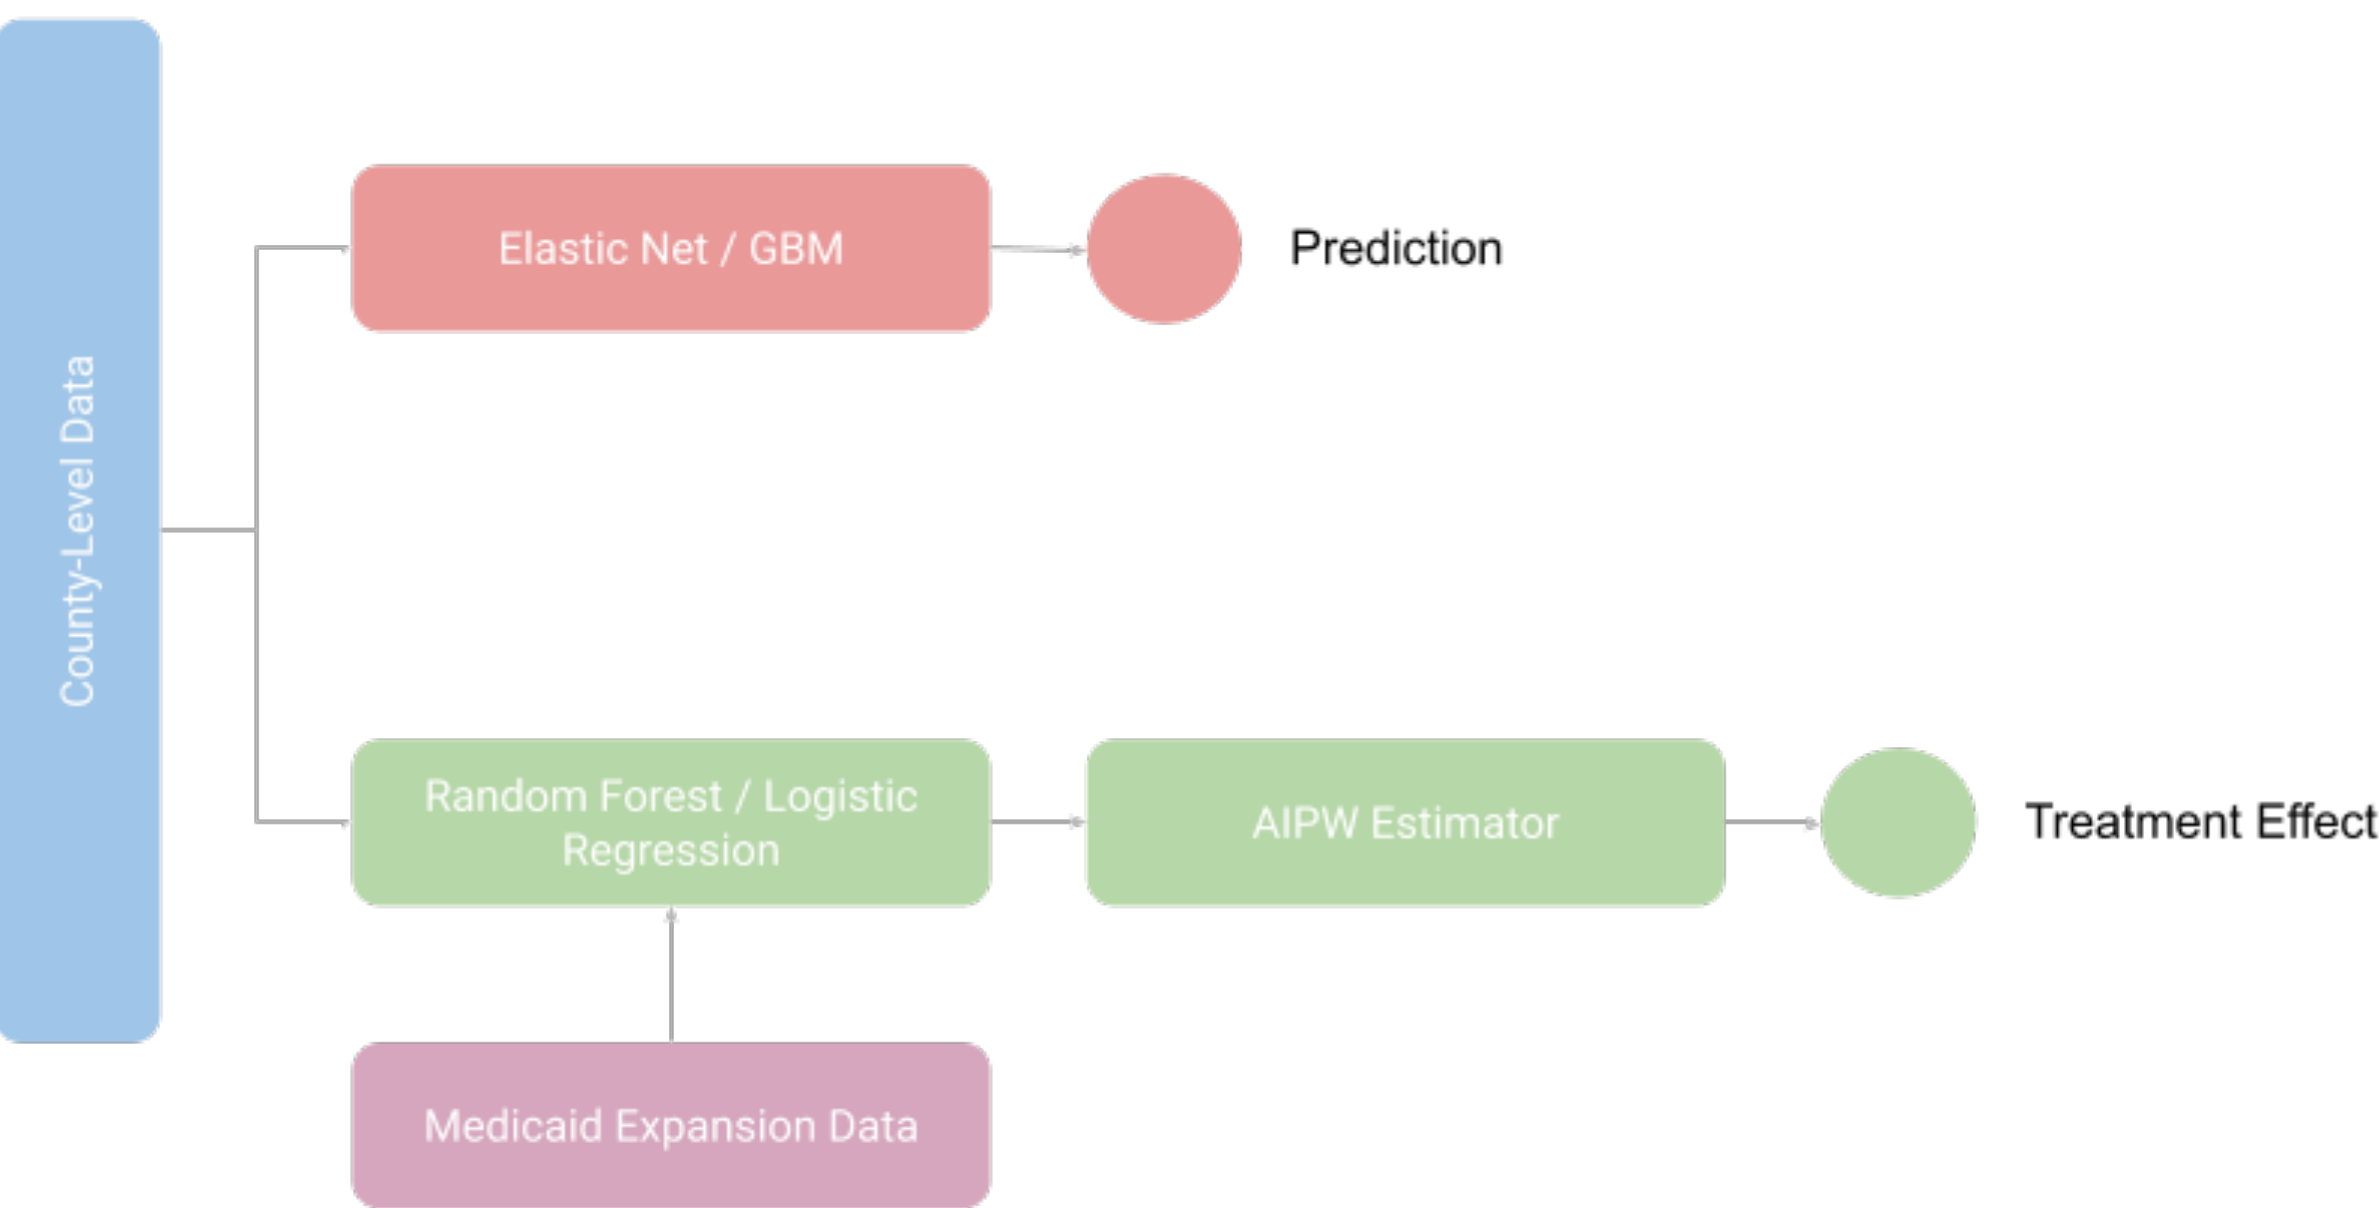 County-Level Data
Elastic Net / GBM
Prediction
Random Forest / Logistic
Regression
AIPW Estimator
Treatment Effect
Medicaid Expansion Data